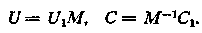 U = U₁M, C = M⁻¹C₁.